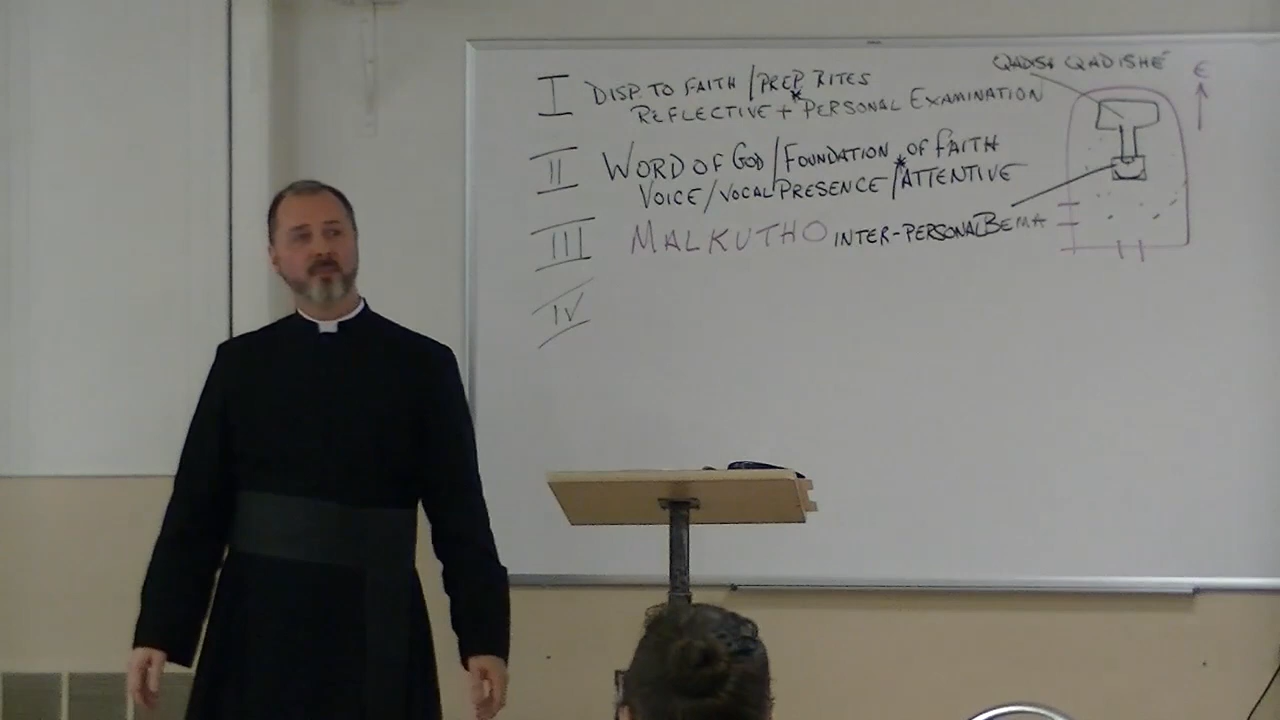 I DISP. TO FAITH / PREP RITES
* REFLECTIVE + PERSONAL EXAMINATION
II WORD OF GOD / FOUNDATION OF FAITH
* VOICE / VOCAL PRESENCE / ATTENTIVE
III MALKUTHO INTER-PERSONAL BEMA
IV
QADISH QADISHE
E